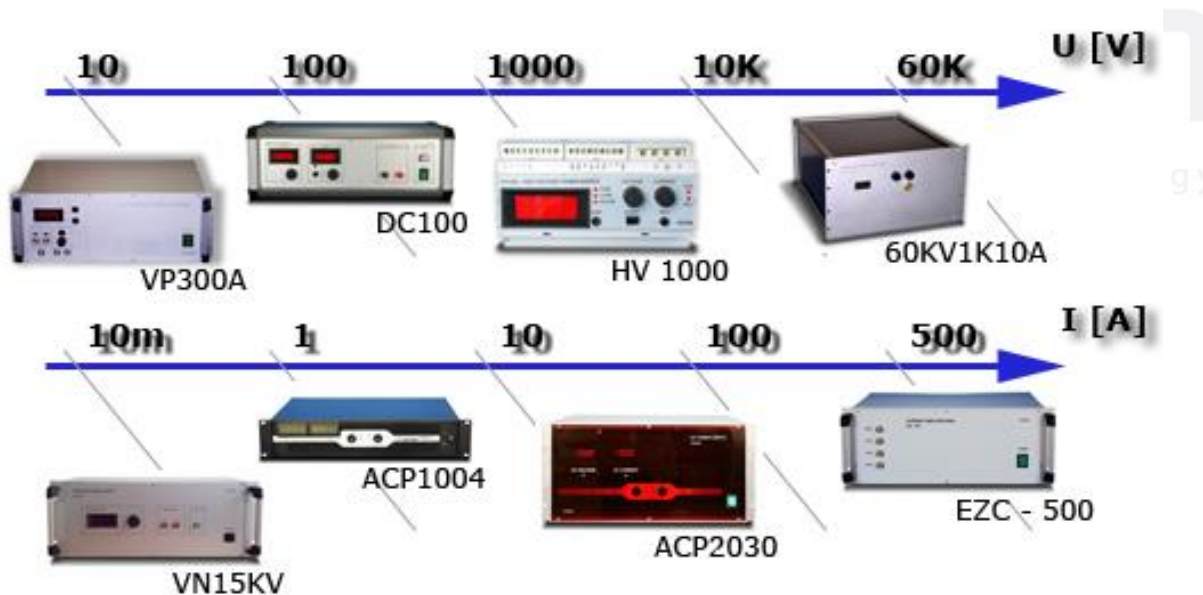 U [V]
10 100 1000 10K 60K
DC100
HV 1000
60KV1K10A
VP300A
I [A]
10m 1 10 100 500
ACP1004
EZC - 500
ACP2030
VN15KV